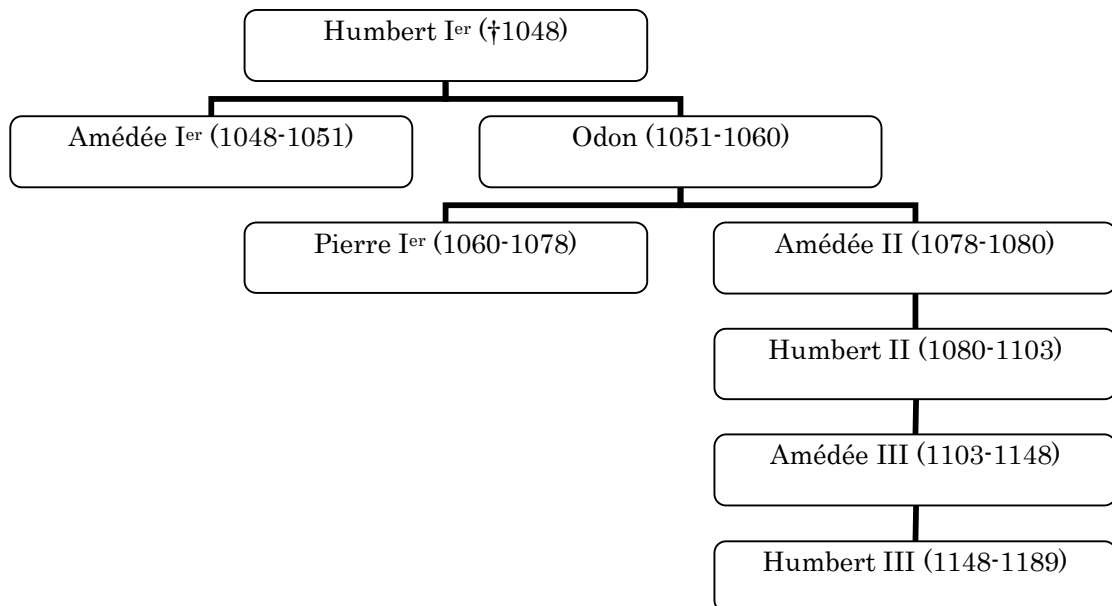 Humbert Iᵉʳ (†1048)
Amédée Iᵉʳ (1048-1051)
Odon (1051-1060)
Pierre Iᵉʳ (1060-1078)
Amédée II (1078-1080)
Humbert II (1080-1103)
Amédée III (1103-1148)
Humbert III (1148-1189)